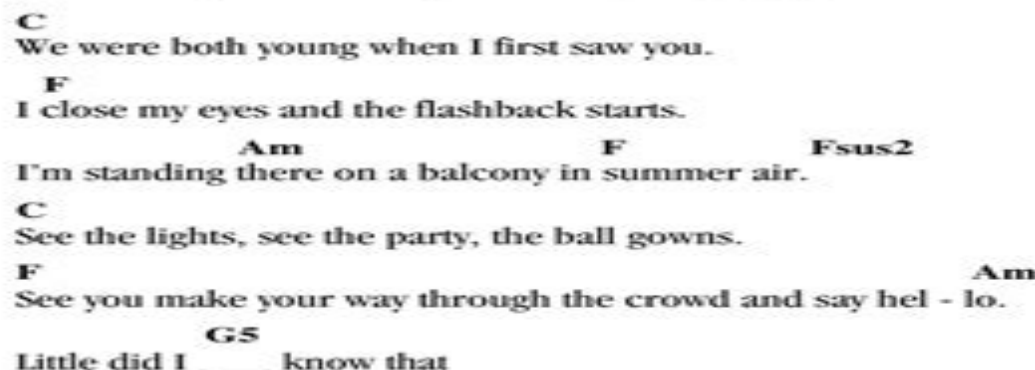 C
We were both young when I first saw you.
F
I close my eyes and the flashback starts.
Am F Fsus2
I'm standing there on a balcony in summer air.
C
See the lights, see the party, the ball gowns.
F Am
See you make your way through the crowd and say hel - lo.
G5
Little did I ____ know that